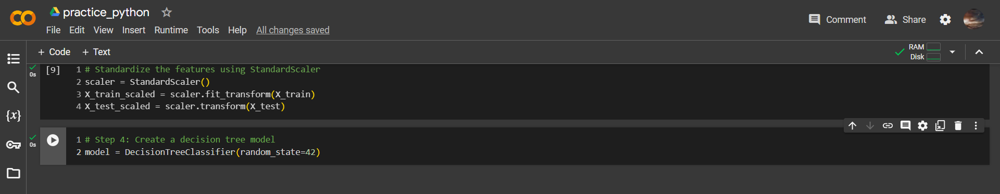 practice_python
File Edit View Insert Runtime Tools Help All changes saved
Comment Share
+ Code + Text
RAM
Disk
0s
[9]
1 # Standardize the features using StandardScaler
2 scaler = StandardScaler()
3 X_train_scaled = scaler.fit_transform(X_train)
4 X_test_scaled = scaler.transform(X_test)
{x}
0s
1 # Step 4: Create a decision tree model
2 model = DecisionTreeClassifier(random_state=42)